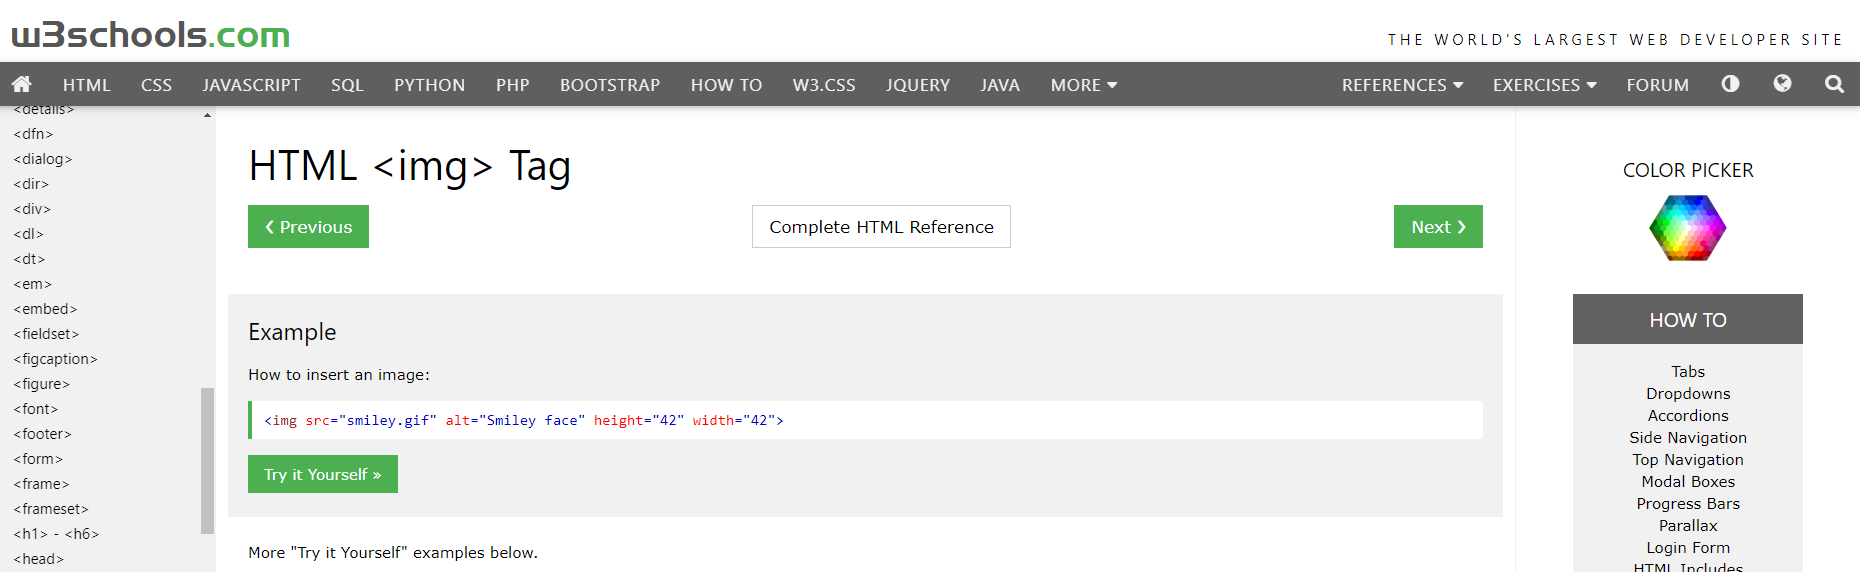 w3schools.com
THE WORLD'S LARGEST WEB DEVELOPER SITE
HTML CSS JAVASCRIPT SQL PYTHON PHP BOOTSTRAP HOW TO W3.CSS JQUERY JAVA MORE REFERENCES EXERCISES FORUM
<details>
<dfn>
<dialog>
<dir>
<div>
<dl>
<dt>
<em>
<embed>
<fieldset>
<figcaption>
<figure>
<font>
<footer>
<form>
<frame>
<frameset>
<h1> - <h6>
<head>
HTML <img> Tag
❮ Previous
Complete HTML Reference
Next ❯
Example
How to insert an image:
<img src="smiley.gif" alt="Smiley face" height="42" width="42">
Try it Yourself »
More "Try it Yourself" examples below.
COLOR PICKER
HOW TO
Tabs
Dropdowns
Accordions
Side Navigation
Top Navigation
Modal Boxes
Progress Bars
Parallax
Login Form
HTML Includes